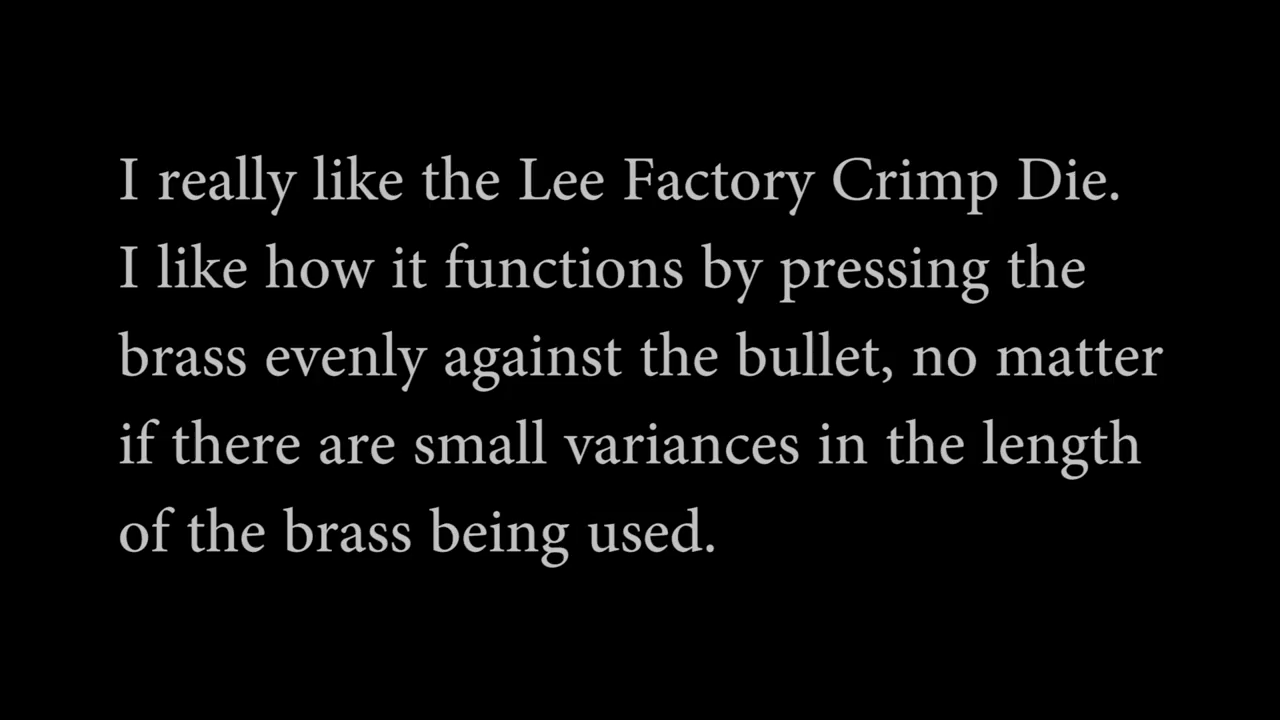 I really like the Lee Factory Crimp Die.
I like how it functions by pressing the
brass evenly against the bullet, no matter
if there are small variances in the length
of the brass being used.